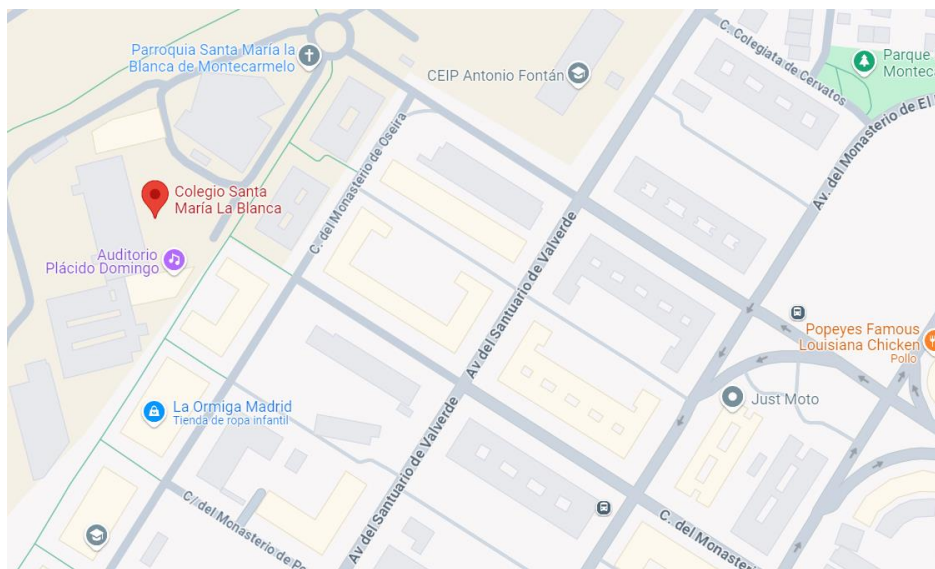 C. Colegiata de Cervatos
Parroquia Santa María la
Blanca de Montecarmelo
CEIP Antonio Fontán
Parque
Monteca
Av. del Monasterio de El
C. del Monasterio de Oseira
Colegio Santa
María La Blanca
Auditorio
Plácido Domingo
Av. del Santuario de Valverde
Popeyes Famous
Louisiana Chicken
Pollo
Just Moto
La Ormiga Madrid
Tienda de ropa infantil
Av. del Santuario de Valverde
C/ del Monasterio de Po
C. del Monaster